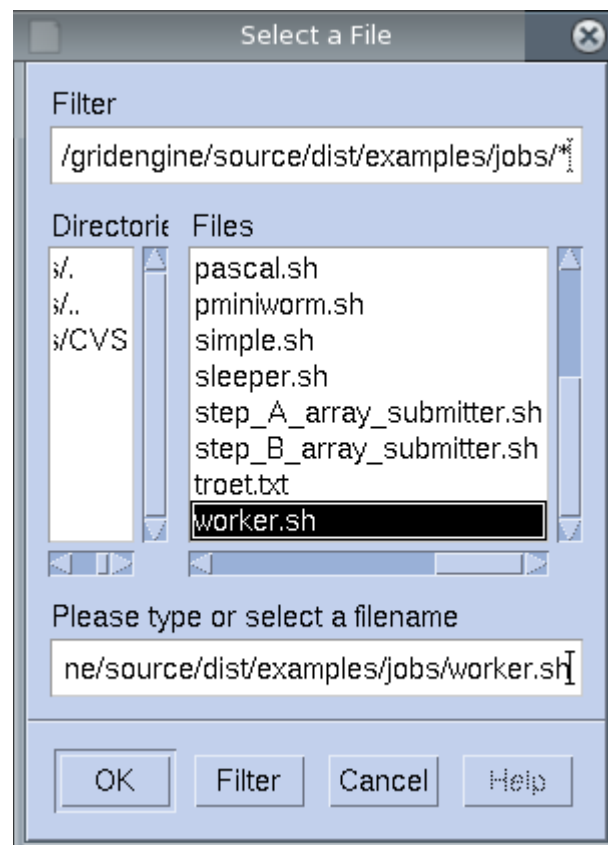 Select a File
Filter
/gridengine/source/dist/examples/jobs/*
Directorie
Files
s/.
s/..
s/CVS
pascal.sh
pminiworm.sh
simple.sh
sleeper.sh
step_A_array_submitter.sh
step_B_array_submitter.sh
troet.txt
worker.sh
Please type or select a filename
ne/source/dist/examples/jobs/worker.sh
OK
Filter
Cancel
Help